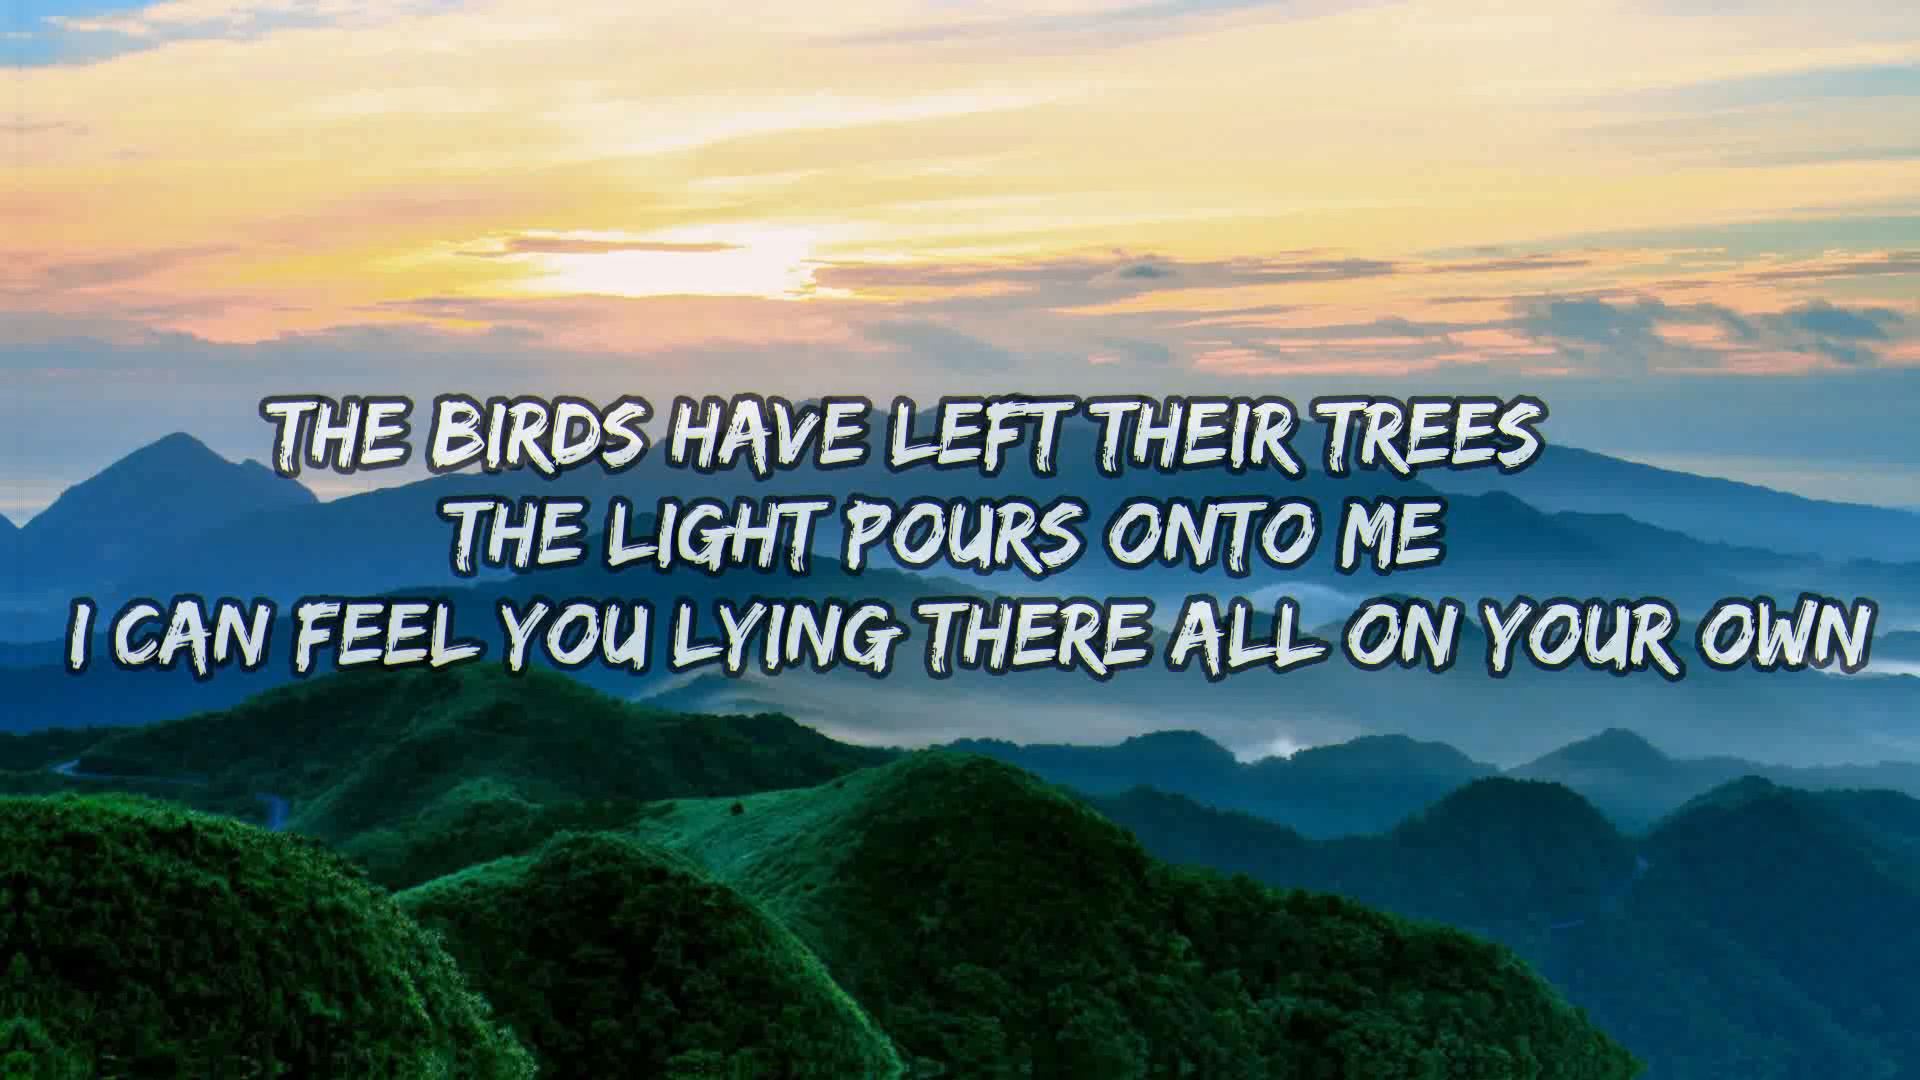 THE BIRDS HAVE LEFT THEIR TREES
THE LIGHT POURS ONTO ME
I CAN FEEL YOU LYING THERE ALL ON YOUR OWN